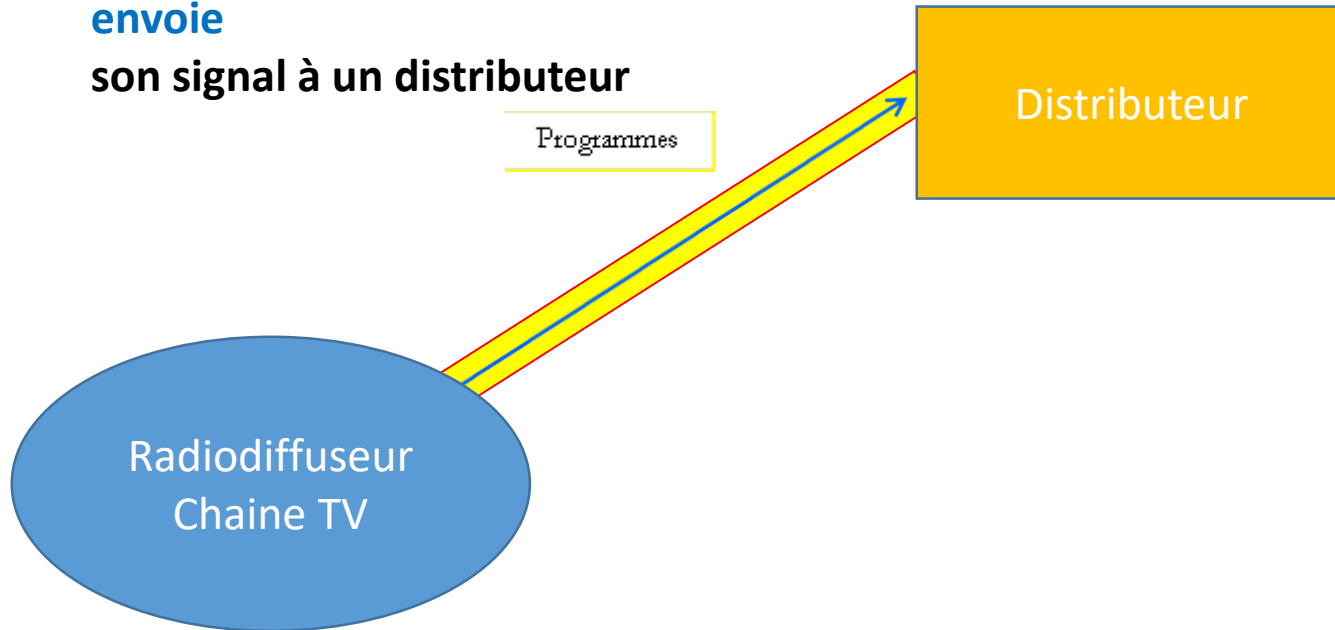 envoie
son signal à un distributeur
Programmes
Distributeur
Radiodiffuseur
Chaine TV